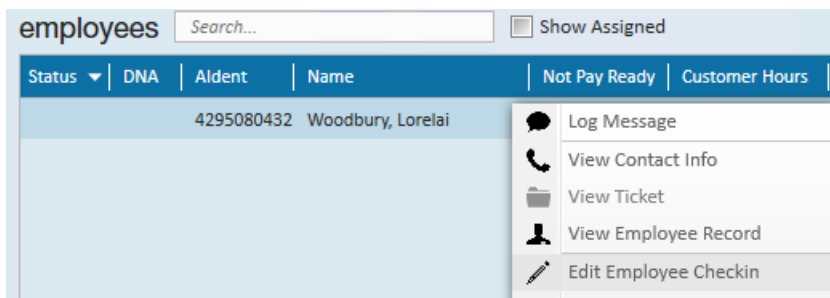 employees Search... Show Assigned
Status DNA AIdent Name Not Pay Ready Customer Hours
4295080432 Woodbury, Lorelai
Log Message
View Contact Info
View Ticket
View Employee Record
Edit Employee Checkin